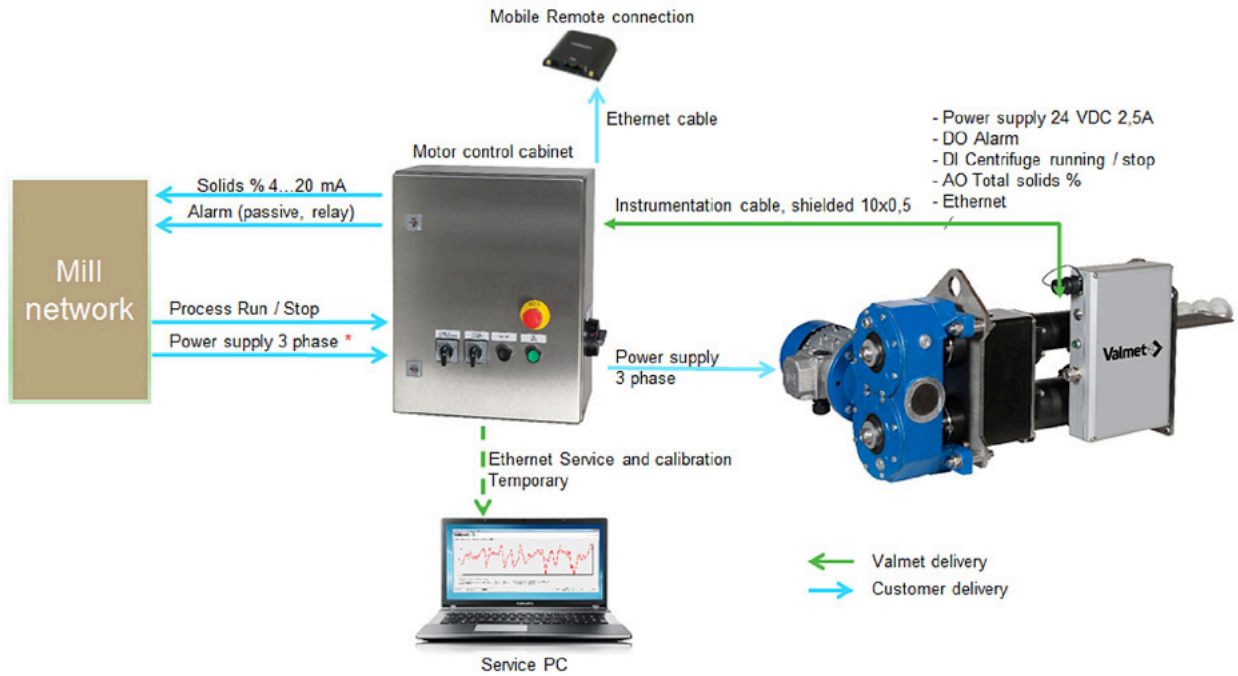 Mobile Remote connection
Ethernet cable
- Power supply 24 VDC 2,5A
- DO Alarm
- DI Centrifuge running / stop
- AO Total solids %
- Ethernet
Motor control cabinet
Solids % 4...20 mA
Alarm (passive, relay)
Instrumentation cable, shielded 10x0,5
Mill
network
Process Run / Stop
Power supply 3 phase *
Power supply
3 phase
Valmet
Ethernet Service and calibration
Temporary
Valmet delivery
Customer delivery
Service PC